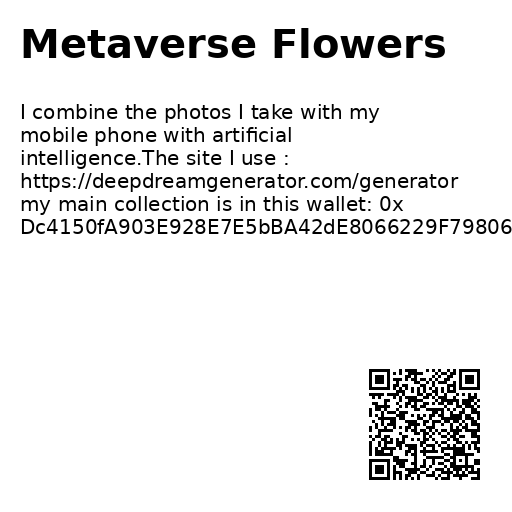 Metaverse Flowers
I combine the photos I take with my
mobile phone with artificial
intelligence.The site I use :
https://deepdreamgenerator.com/generator
my main collection is in this wallet: 0x
Dc4150fA903E928E7E5bBA42dE8066229F79806